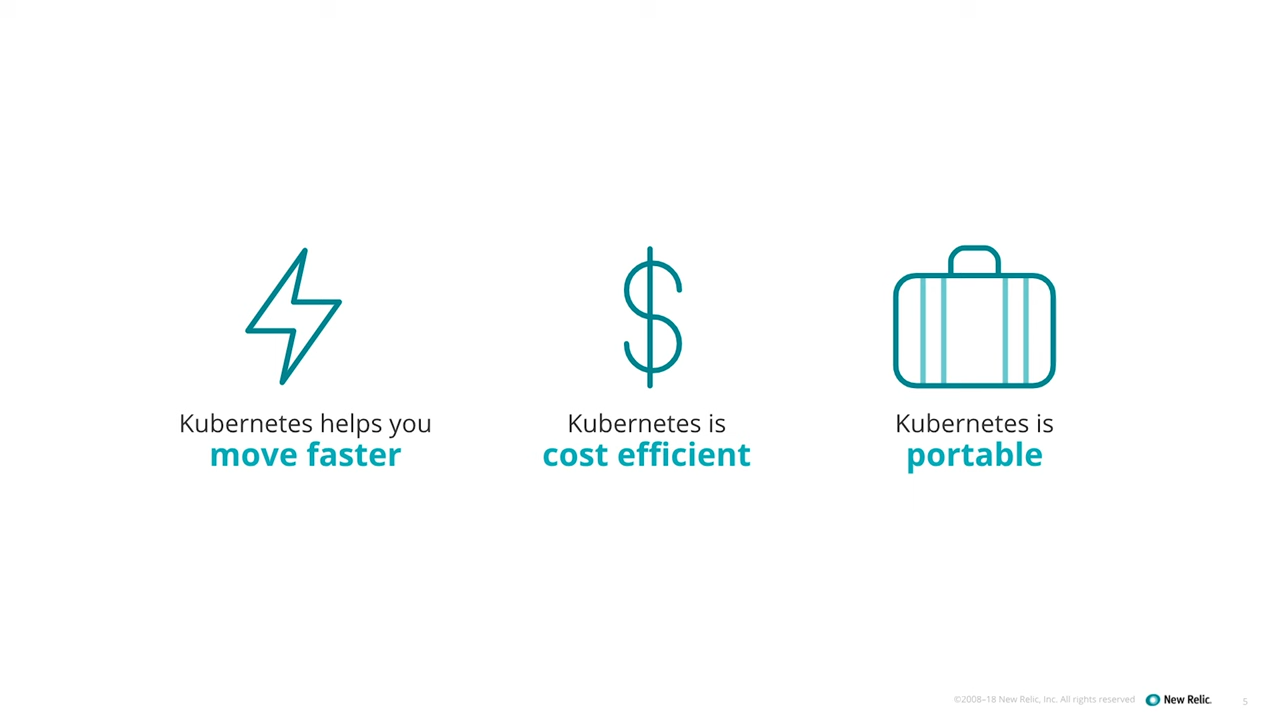 Kubernetes helps you
move faster
Kubernetes is
cost efficient
Kubernetes is
portable
©2008–18 New Relic, Inc. All rights reserved
New Relic.
5